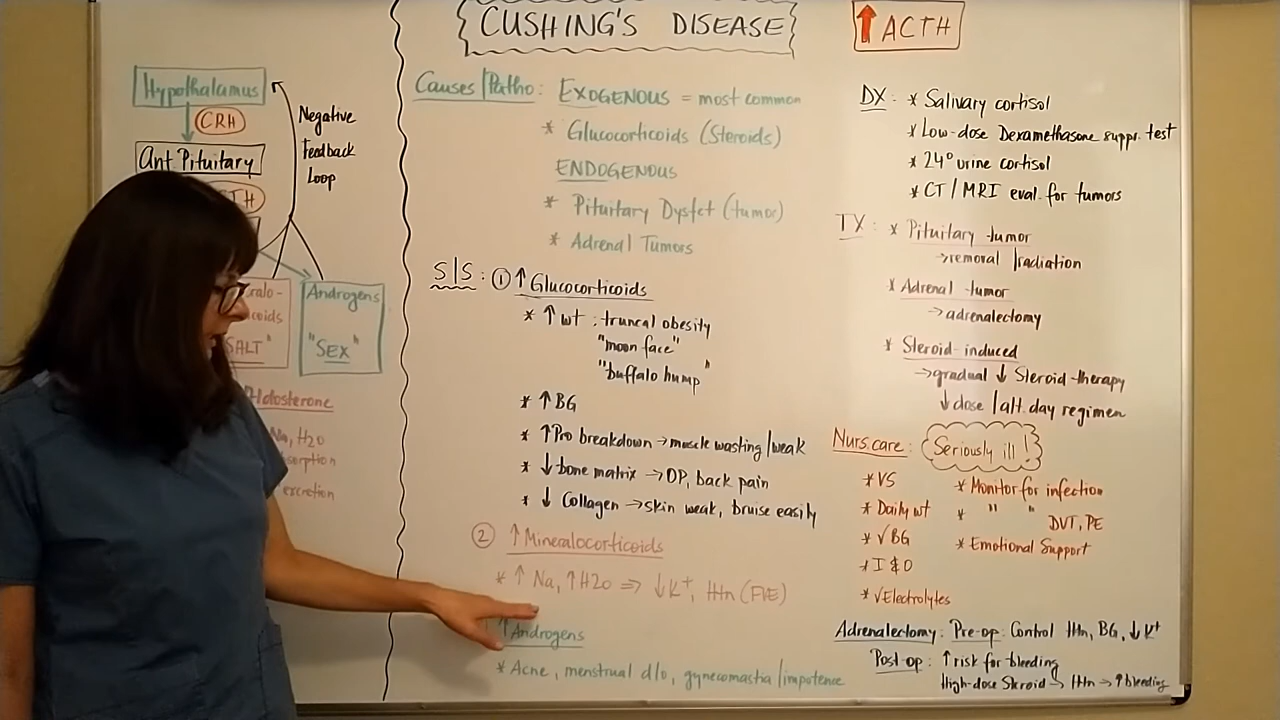 Hypothalamus
CRH
Ant Pituitary
Negative
Feedback
Loop
Androgens
"SEX"
SALT"
Na, H2O
excretion
CUSHING'S DISEASE
↑ ACTH
Causes/Patho: EXOGENOUS = most common
* Glucocorticoids (Steroids)
ENDOGENOUS
* Pituitary Dysfct (tumor)
* Adrenal Tumors
S/S: ① ↑ Glucocorticoids
* ↑ wt : truncal obesity
"moon face"
"buffalo hump"
* ↑ BG
* ↑ Pro breakdown → muscle wasting/weak
* ↓ bone matrix → OP, back pain
* ↓ Collagen → skin weak, bruise easily
② ↑ Mineralocorticoids
* ↑ Na, ↑ H2O ⇒ ↓K+, Htn (FVE)
↑ Androgens
* Acne, menstrual d/o, gynecomastia/impotence
DX: * Salivary cortisol
* Low-dose Dexamethasone suppr. test
* 24° urine cortisol
* CT/MRI eval. for tumors
TX: * Pituitary tumor
→ removal/radiation
* Adrenal tumor
→ adrenalectomy
* Steroid-induced
→ gradual ↓ Steroid therapy
↓ dose/alt. day regimen
Nurs. care: Seriously ill!
* VS
* Daily wt
* √ BG
* I & O
* √ Electrolytes
* Monitor for infection
* " " DVT, PE
* Emotional Support
Adrenalectomy: Pre-op: Control Htn, BG, ↓ K+
Post-op: ↑ risk for bleeding
High-dose Steroid → Htn → ↑ bleeding